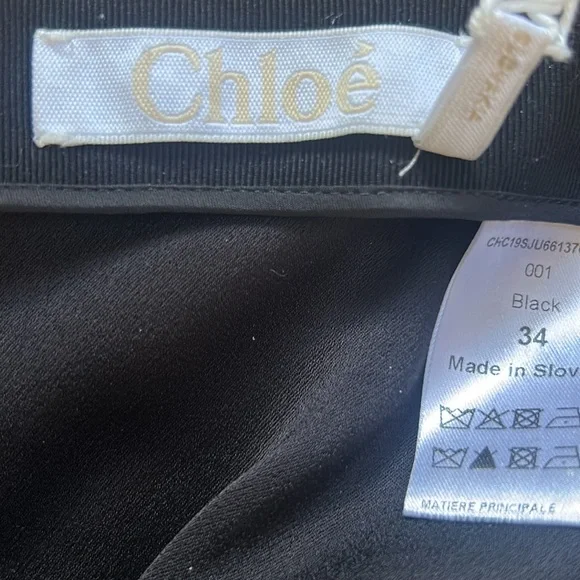 Chloé
CHC19SJU66137
001
Black
34
Made in Slov
MATIERE PRINCIPALE